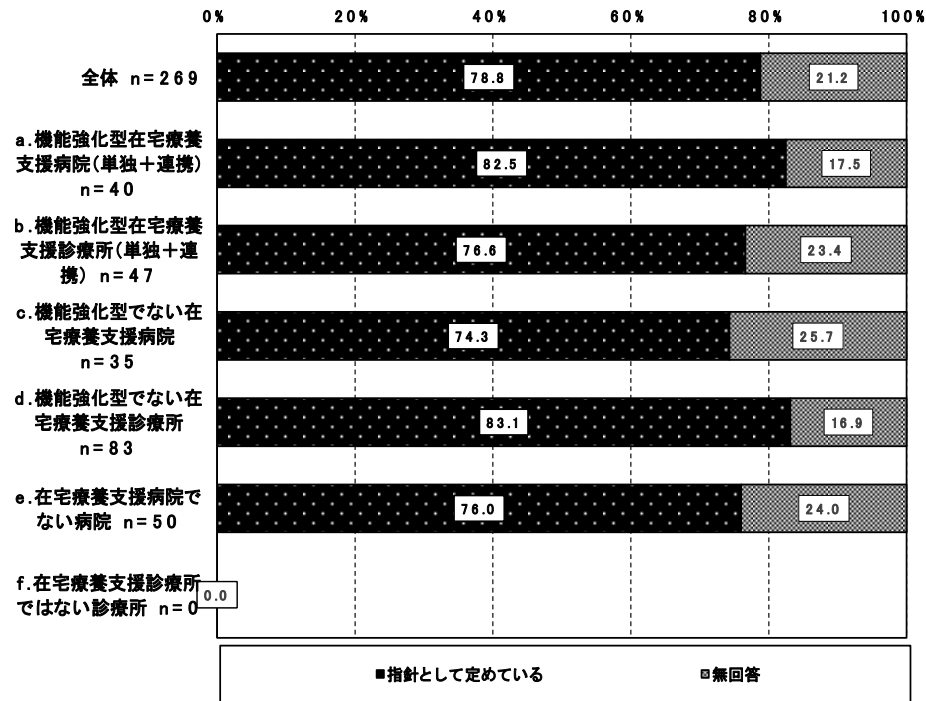 0% 20% 40% 60% 80% 100%
全体 n=269
78.8 21.2
a.機能強化型在宅療養
支援病院(単独+連携)
n=40
82.5 17.5
b.機能強化型在宅療養
支援診療所(単独+連
携) n=47
76.6 23.4
c.機能強化型でない在
宅療養支援病院
n=35
74.3 25.7
d.機能強化型でない在
宅療養支援診療所
n=83
83.1 16.9
e.在宅療養支援病院で
ない病院 n=50
76.0 24.0
f.在宅療養支援診療所
ではない診療所 n=0
0.0
指針として定めている 無回答